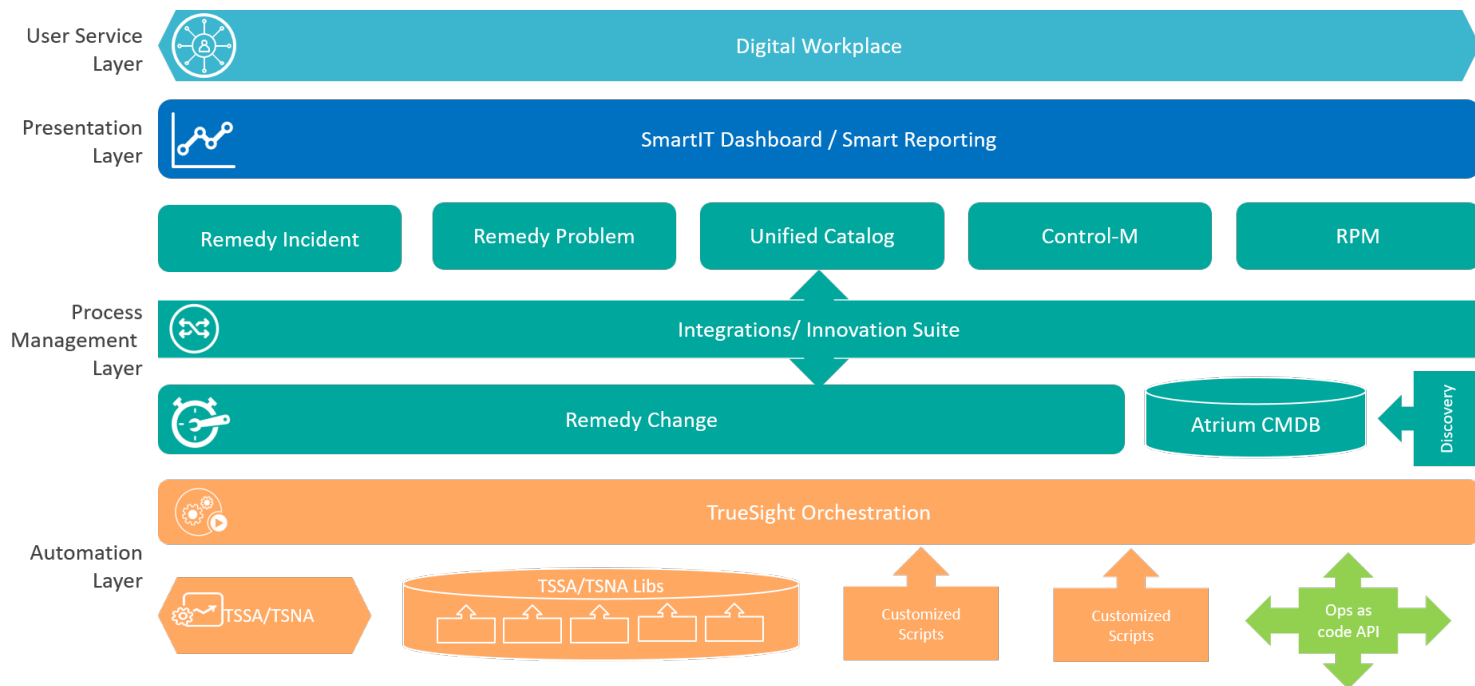 User Service
Layer
Digital Workplace
Presentation
Layer
SmartIT Dashboard / Smart Reporting
Remedy Incident
Remedy Problem
Unified Catalog
Control-M
RPM
Process
Management
Layer
Integrations/ Innovation Suite
Remedy Change
Atrium CMDB
Discovery
Automation
Layer
TrueSight Orchestration
TSSA/TSNA
TSSA/TSNA Libs
Customized
Scripts
Customized
Scripts
Ops as
code API